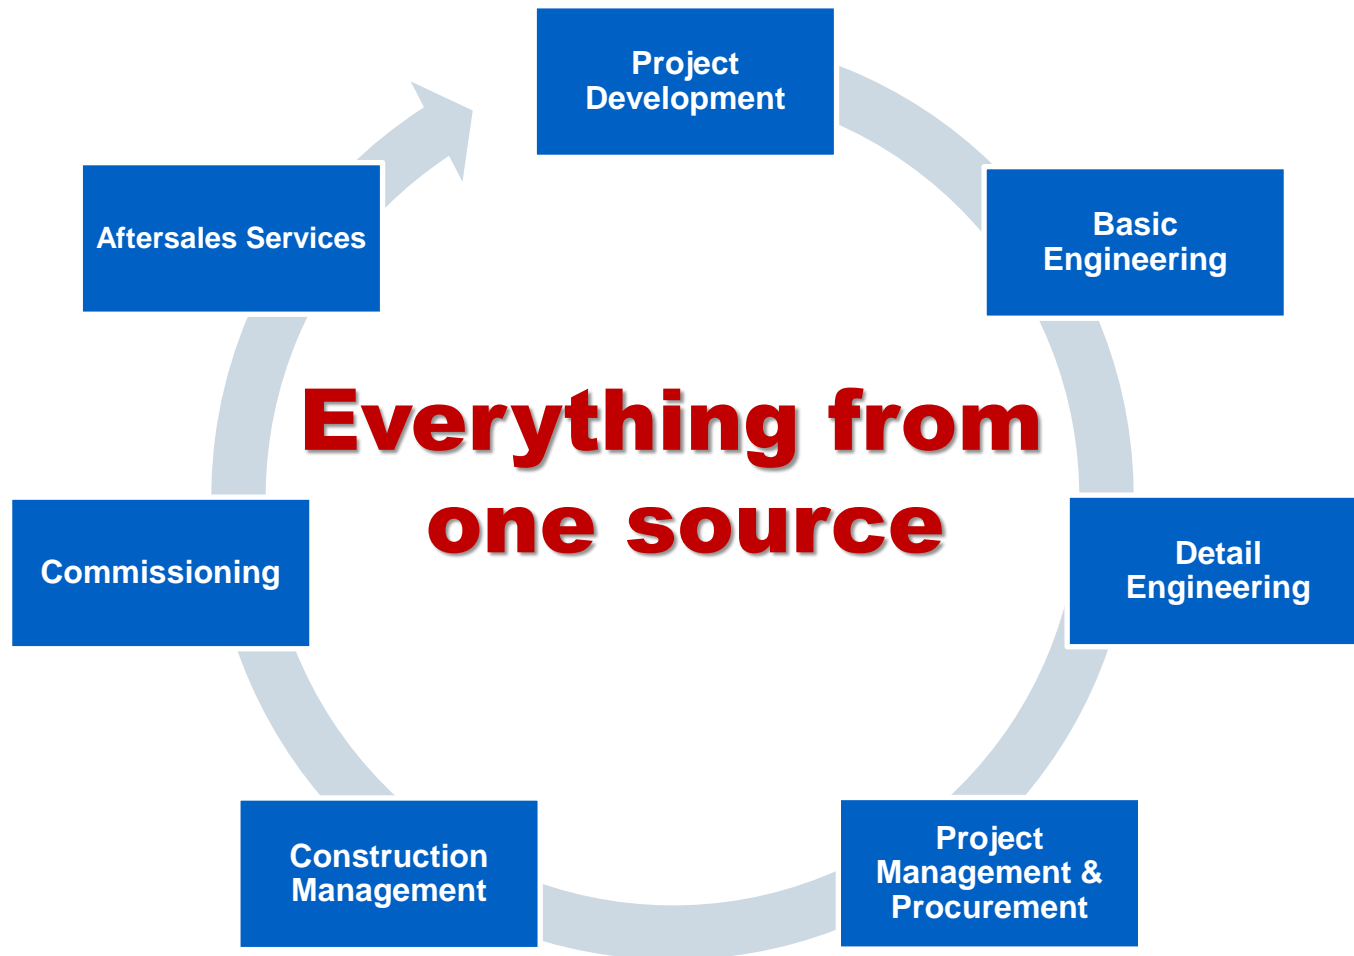 Project
Development
Basic
Engineering
Detail
Engineering
Project
Management &
Procurement
Construction
Management
Commissioning
Aftersales Services
Everything from
one source